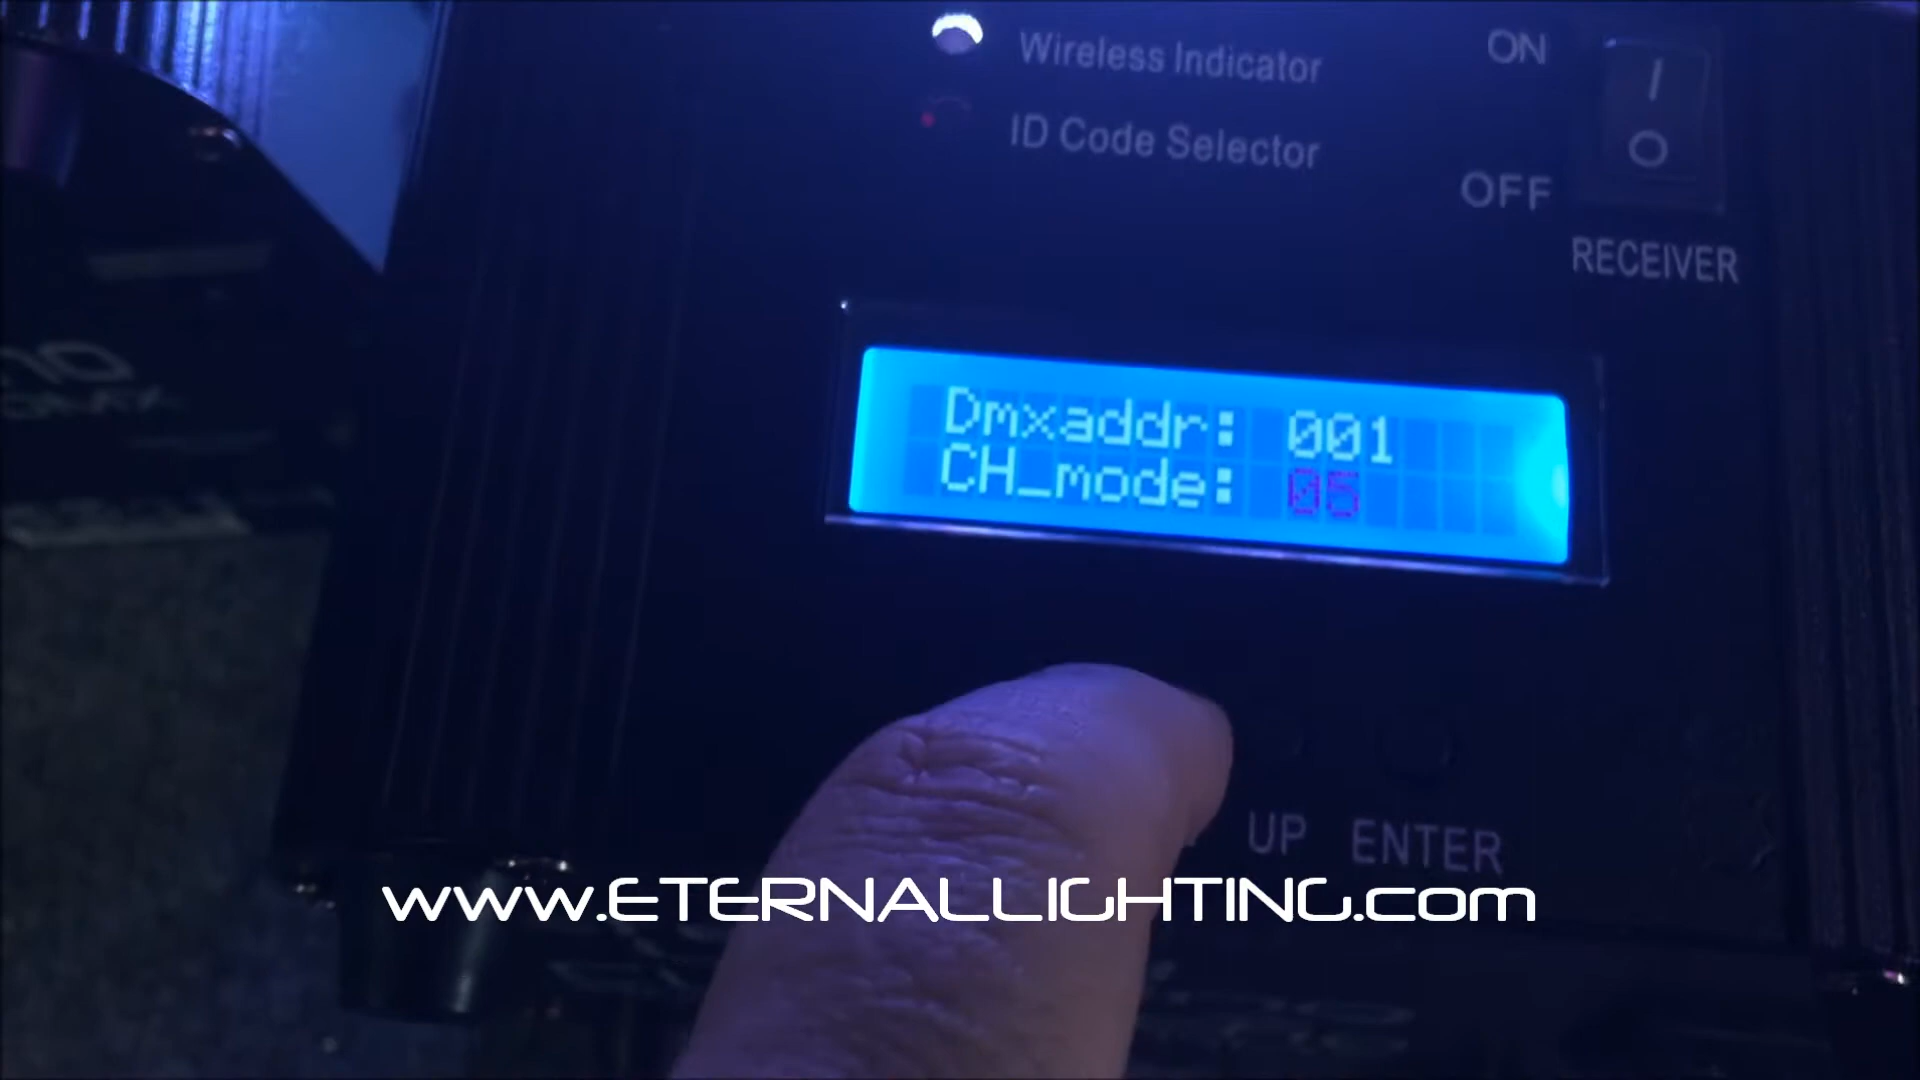 Wireless Indicator
ON
ID Code Selector
OFF
RECEIVER
Dmxaddr: 001
CH_mode: 05
UP ENTER
www.ETERNALLIGHTING.com